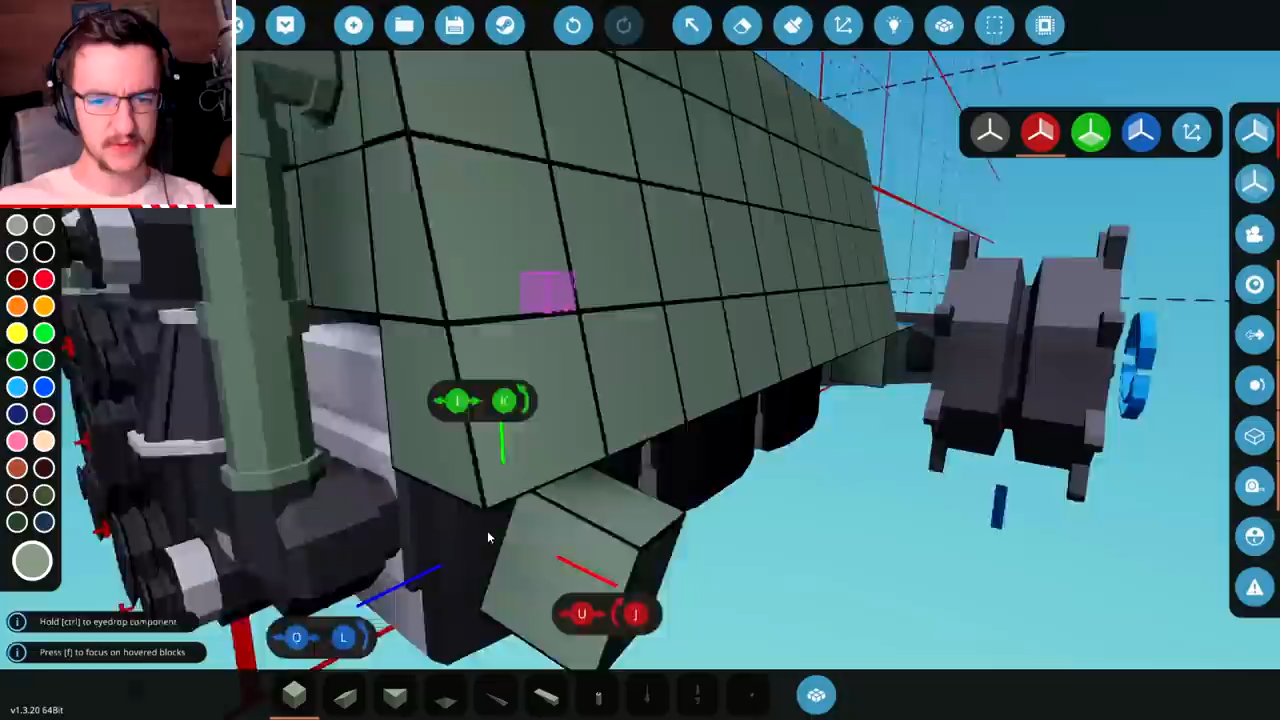 I K
U J
O L
Hold [ctrl] to eyedrop component
Press [f] to focus on hovered blocks
v1.3.20 64Bit